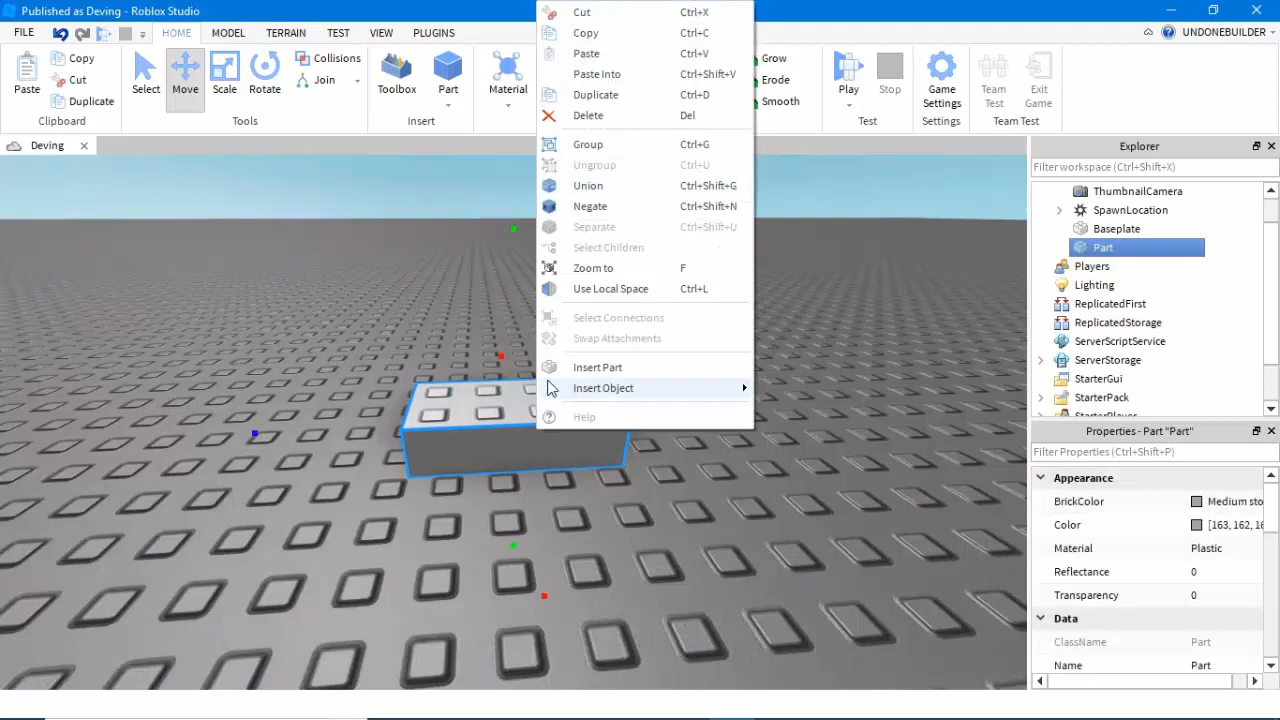 Published as Deving - Roblox Studio
FILE HOME MODEL TERRAIN TEST VIEW PLUGINS UNDONEBUILDER
Paste Copy Cut Duplicate
Select Move Scale Rotate Collisions Join
Toolbox Part Material
Grow Erode Smooth
Play Stop Game Settings Team Test Exit Game
Clipboard Tools Insert Test Settings Team Test
Cut Ctrl+X
Copy Ctrl+C
Paste Ctrl+V
Paste Into Ctrl+Shift+V
Duplicate Ctrl+D
Delete Del
Group Ctrl+G
Ungroup Ctrl+U
Union Ctrl+Shift+G
Negate Ctrl+Shift+N
Separate Ctrl+Shift+U
Select Children
Zoom to F
Use Local Space Ctrl+L
Select Connections
Swap Attachments
Insert Part
Insert Object
Help
Deving
Explorer
Filter workspace (Ctrl+Shift+X)
ThumbnailCamera
SpawnLocation
Baseplate
Part
Players
Lighting
ReplicatedFirst
ReplicatedStorage
ServerScriptService
ServerStorage
StarterGui
StarterPack
StarterPlayer
Properties - Part "Part"
Filter Properties (Ctrl+Shift+P)
Appearance
BrickColor Medium sto
Color [163, 162, 16
Material Plastic
Reflectance 0
Transparency 0
Data
ClassName Part
Name Part